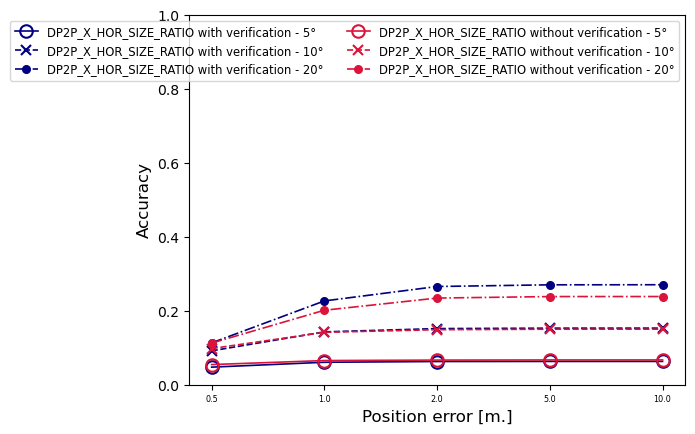 DP2P_X_HOR_SIZE_RATIO with verification - 5° DP2P_X_HOR_SIZE_RATIO without verification - 5°
DP2P_X_HOR_SIZE_RATIO with verification - 10° DP2P_X_HOR_SIZE_RATIO without verification - 10°
DP2P_X_HOR_SIZE_RATIO with verification - 20° DP2P_X_HOR_SIZE_RATIO without verification - 20°
1.0
0.8
0.6
0.4
0.2
0.0
Accuracy
0.5 1.0 2.0 5.0 10.0
Position error [m.]